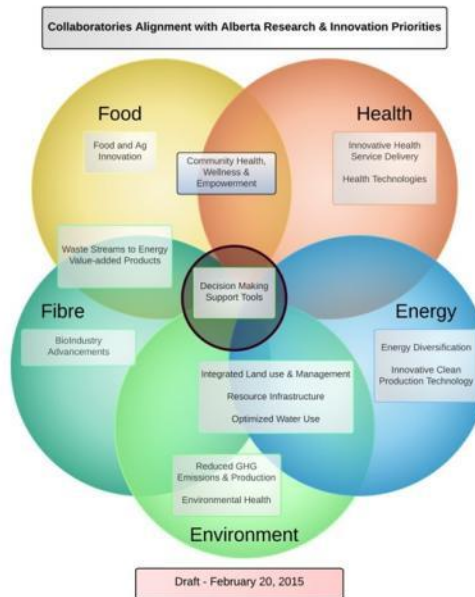 Collaboratories Alignment with Alberta Research & Innovation Priorities
Food
Health
Food and Ag
Innovation
Community Health,
Wellness &
Empowerment
Innovative Health
Service Delivery
Health Technologies
Waste Streams to Energy
Value-added Products
Decision Making
Support Tools
Fibre
Energy
BioIndustry
Advancements
Energy Diversification
Innovative Clean
Production Technology
Integrated Land use & Management
Resource Infrastructure
Optimized Water Use
Reduced GHG
Emissions & Production
Environmental Health
Environment
Draft - February 20, 2015